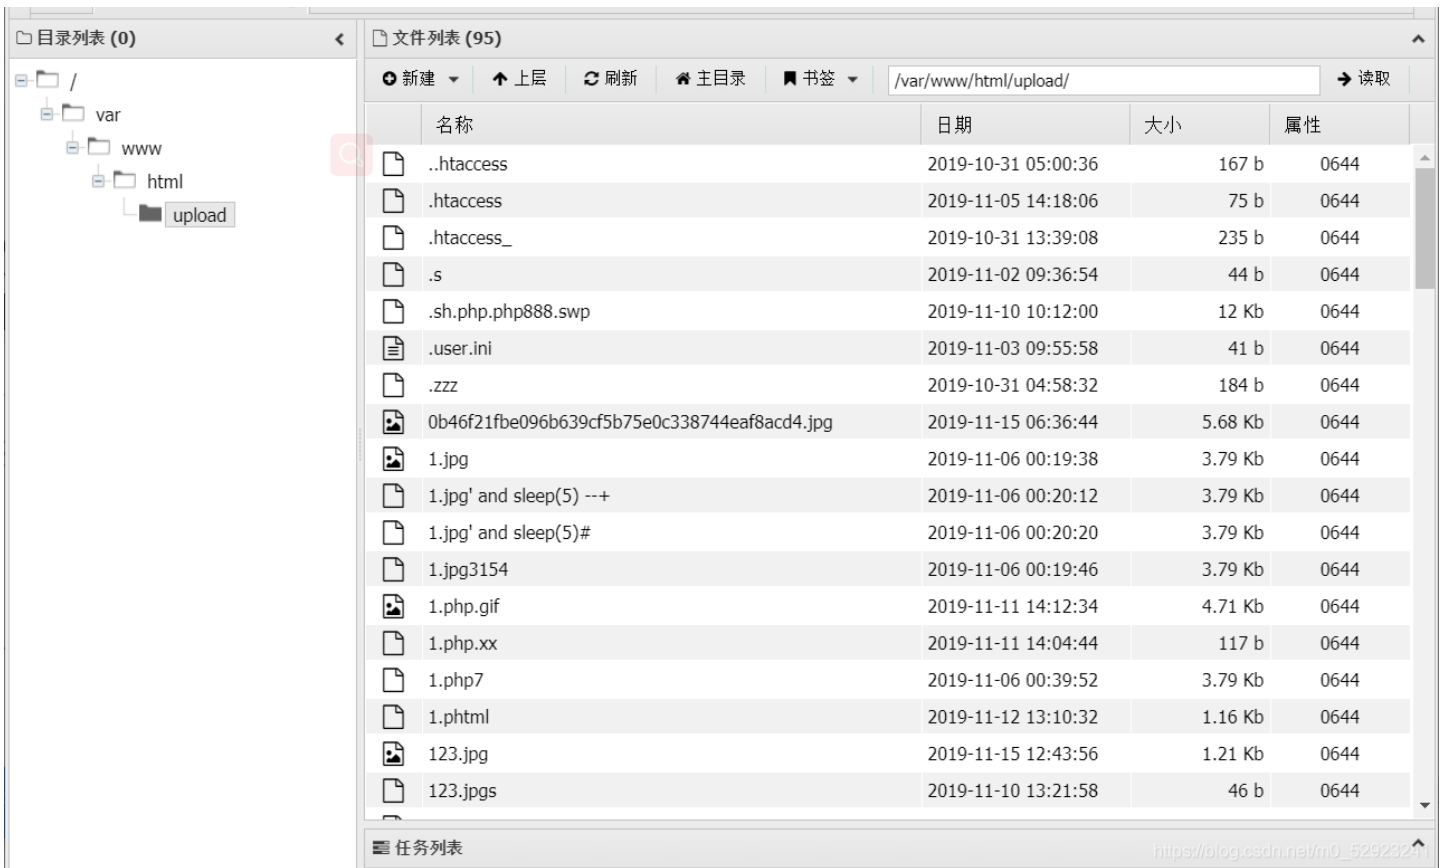 目录列表 (0)
文件列表 (95)
/
var
www
html
upload
新建 上层 刷新 主目录 书签 /var/www/html/upload/ 读取
名称 日期 大小 属性
..htaccess 2019-10-31 05:00:36 167 b 0644
.htaccess 2019-11-05 14:18:06 75 b 0644
.htaccess_ 2019-10-31 13:39:08 235 b 0644
.s 2019-11-02 09:36:54 44 b 0644
.sh.php.php888.swp 2019-11-10 10:12:00 12 Kb 0644
.user.ini 2019-11-03 09:55:58 41 b 0644
.zzz 2019-10-31 04:58:32 184 b 0644
0b46f21fbe096b639cf5b75e0c338744eaf8acd4.jpg 2019-11-15 06:36:44 5.68 Kb 0644
1.jpg 2019-11-06 00:19:38 3.79 Kb 0644
1.jpg' and sleep(5) --+ 2019-11-06 00:20:12 3.79 Kb 0644
1.jpg' and sleep(5)# 2019-11-06 00:20:20 3.79 Kb 0644
1.jpg3154 2019-11-06 00:19:46 3.79 Kb 0644
1.php.gif 2019-11-11 14:12:34 4.71 Kb 0644
1.php.xx 2019-11-11 14:04:44 117 b 0644
1.php7 2019-11-06 00:39:52 3.79 Kb 0644
1.phtml 2019-11-12 13:10:32 1.16 Kb 0644
123.jpg 2019-11-15 12:43:56 1.21 Kb 0644
123.jpgs 2019-11-10 13:21:58 46 b 0644
任务列表
https://blog.csdn.net/m0_52923241